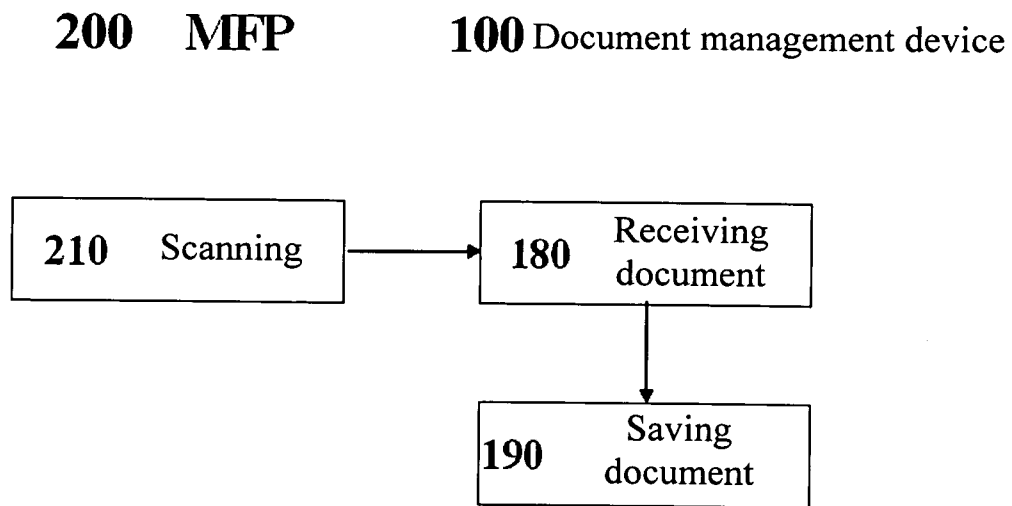 200 MFP 100 Document management device
210 Scanning
180 Receiving document
190 Saving document